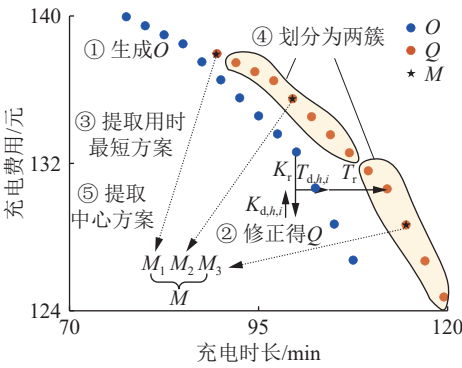 140
132
124
70
95
120
充电费用/元
充电时长/min
① 生成O
④ 划分为两簇
O
Q
M
③ 提取用时
最短方案
⑤ 提取
中心方案
K_r T_{d,h,i} T_r
K_{d,h,i}
② 修正得Q
M_1 M_2 M_3
M